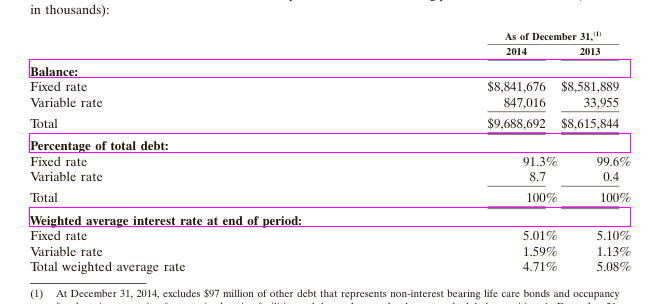 in thousands):
As of December 31,(1)
2014 2013
Balance:
Fixed rate $8,841,676 $8,581,889
Variable rate 847,016 33,955
Total $9,688,692 $8,615,844
Percentage of total debt:
Fixed rate 91.3% 99.6%
Variable rate 8.7 0.4
Total 100% 100%
Weighted average interest rate at end of period:
Fixed rate 5.01% 5.10%
Variable rate 1.59% 1.13%
Total weighted average rate 4.71% 5.08%
(1) At December 31, 2014, excludes $97 million of other debt that represents non-interest bearing life care bonds and occupancy